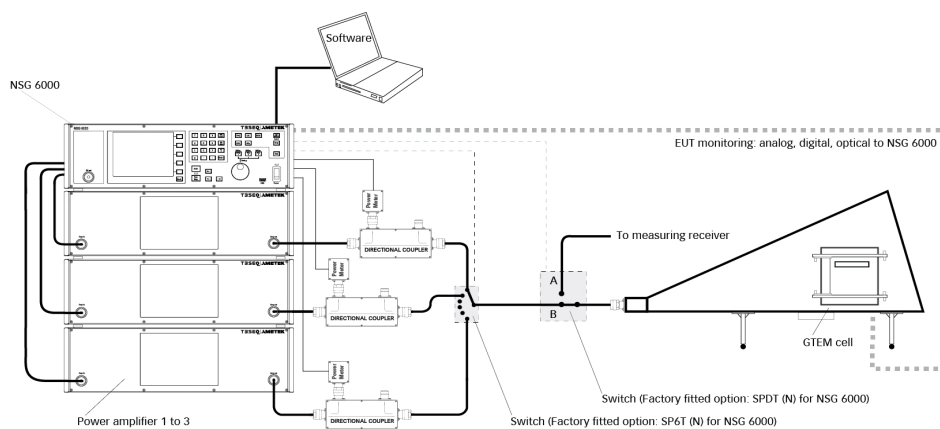 Software
NSG 6000
TESEQ AMETEK
EUT monitoring: analog, digital, optical to NSG 6000
Power Meter
TESEQ AMETEK
DIRECTIONAL COUPLER
To measuring receiver
TESEQ AMETEK
Power Meter
A
B
DIRECTIONAL COUPLER
GTEM cell
TESEQ AMETEK
Power Meter
Switch (Factory fitted option: SPDT (N) for NSG 6000)
DIRECTIONAL COUPLER
Power amplifier 1 to 3
Switch (Factory fitted option: SP6T (N) for NSG 6000)